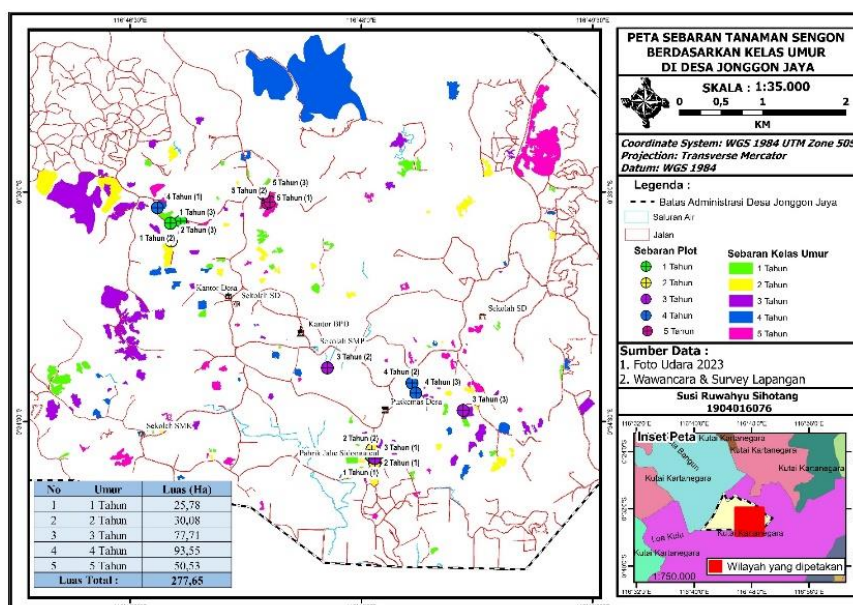 PETA SEBARAN TANAMAN SENGON
BERDASARKAN KELAS UMUR
DI DESA JONGGON JAYA
SKALA : 1:35.000
0 0,5 1 2
KM
Coordinate System: WGS 1984 UTM Zone 50S
Projection: Transverse Mercator
Datum: WGS 1984
Legenda :
Batas Administrasi Desa Jonggon Jaya
Saluran Air
Jalan
Sebaran Plot
1 Tahun
2 Tahun
3 Tahun
4 Tahun
5 Tahun
Sebaran Kelas Umur
1 Tahun
2 Tahun
3 Tahun
4 Tahun
5 Tahun
Sumber Data :
1. Foto Udara 2023
2. Wawancara & Survey Lapangan
Susi Ruwahyu Sihotang
1904016076
Inset Peta
Kutai Kartanegara
Kutai Kartanegara
Kutai Kartanegara
Kutai Kartanegara
Loa Kulu
Kutai Kartanegara
Kutai Kartanegara
Wilayah yang dipetakan
1:750.000
4 Tahun (1)
1 Tahun (3)
2 Tahun (3)
1 Tahun (2)
5 Tahun (3)
5 Tahun (2)
5 Tahun (1)
Kantor Desa
Sekolah SD
Kantor BPD
Sekolah SMP
Sekolah SD
3 Tahun (2)
4 Tahun (2)
4 Tahun (3)
Puskesmas Desa
3 Tahun (3)
Sekolah SMK
2 Tahun (2)
3 Tahun (1)
2 Tahun (1)
1 Tahun (1)
No Umur Luas (Ha)
1 1 Tahun 25,78
2 2 Tahun 30,08
3 3 Tahun 77,71
4 4 Tahun 93,55
5 5 Tahun 50,53
Luas Total : 277,65